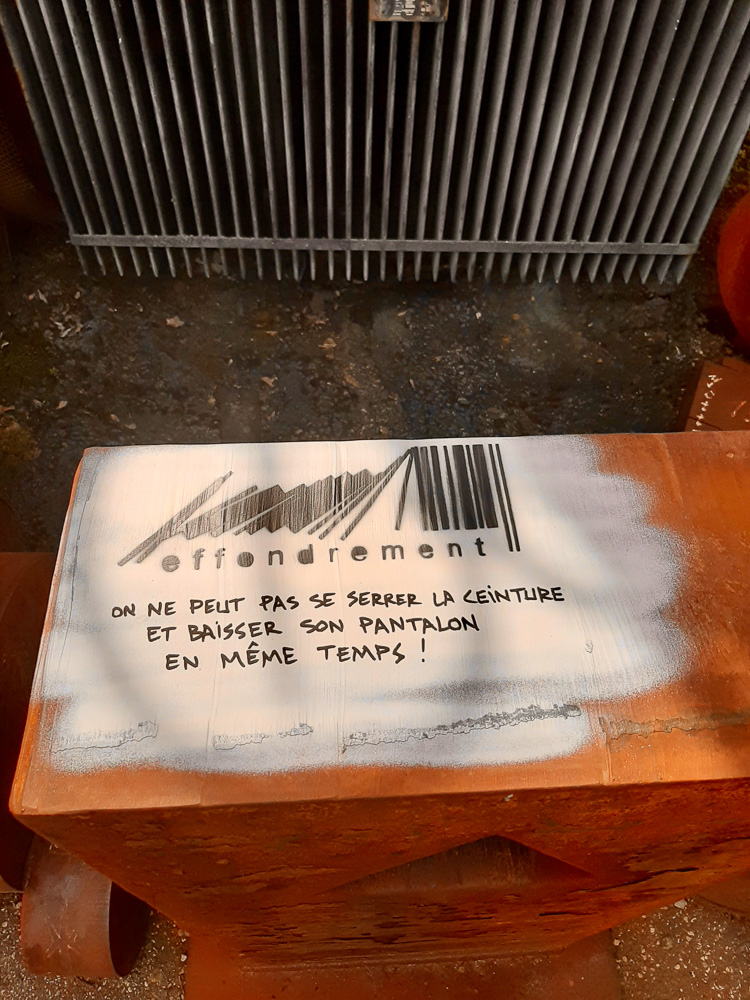 effondrement
ON NE PEUT PAS SE SERRER LA CEINTURE
ET BAISSER SON PANTALON
EN MÊME TEMPS !